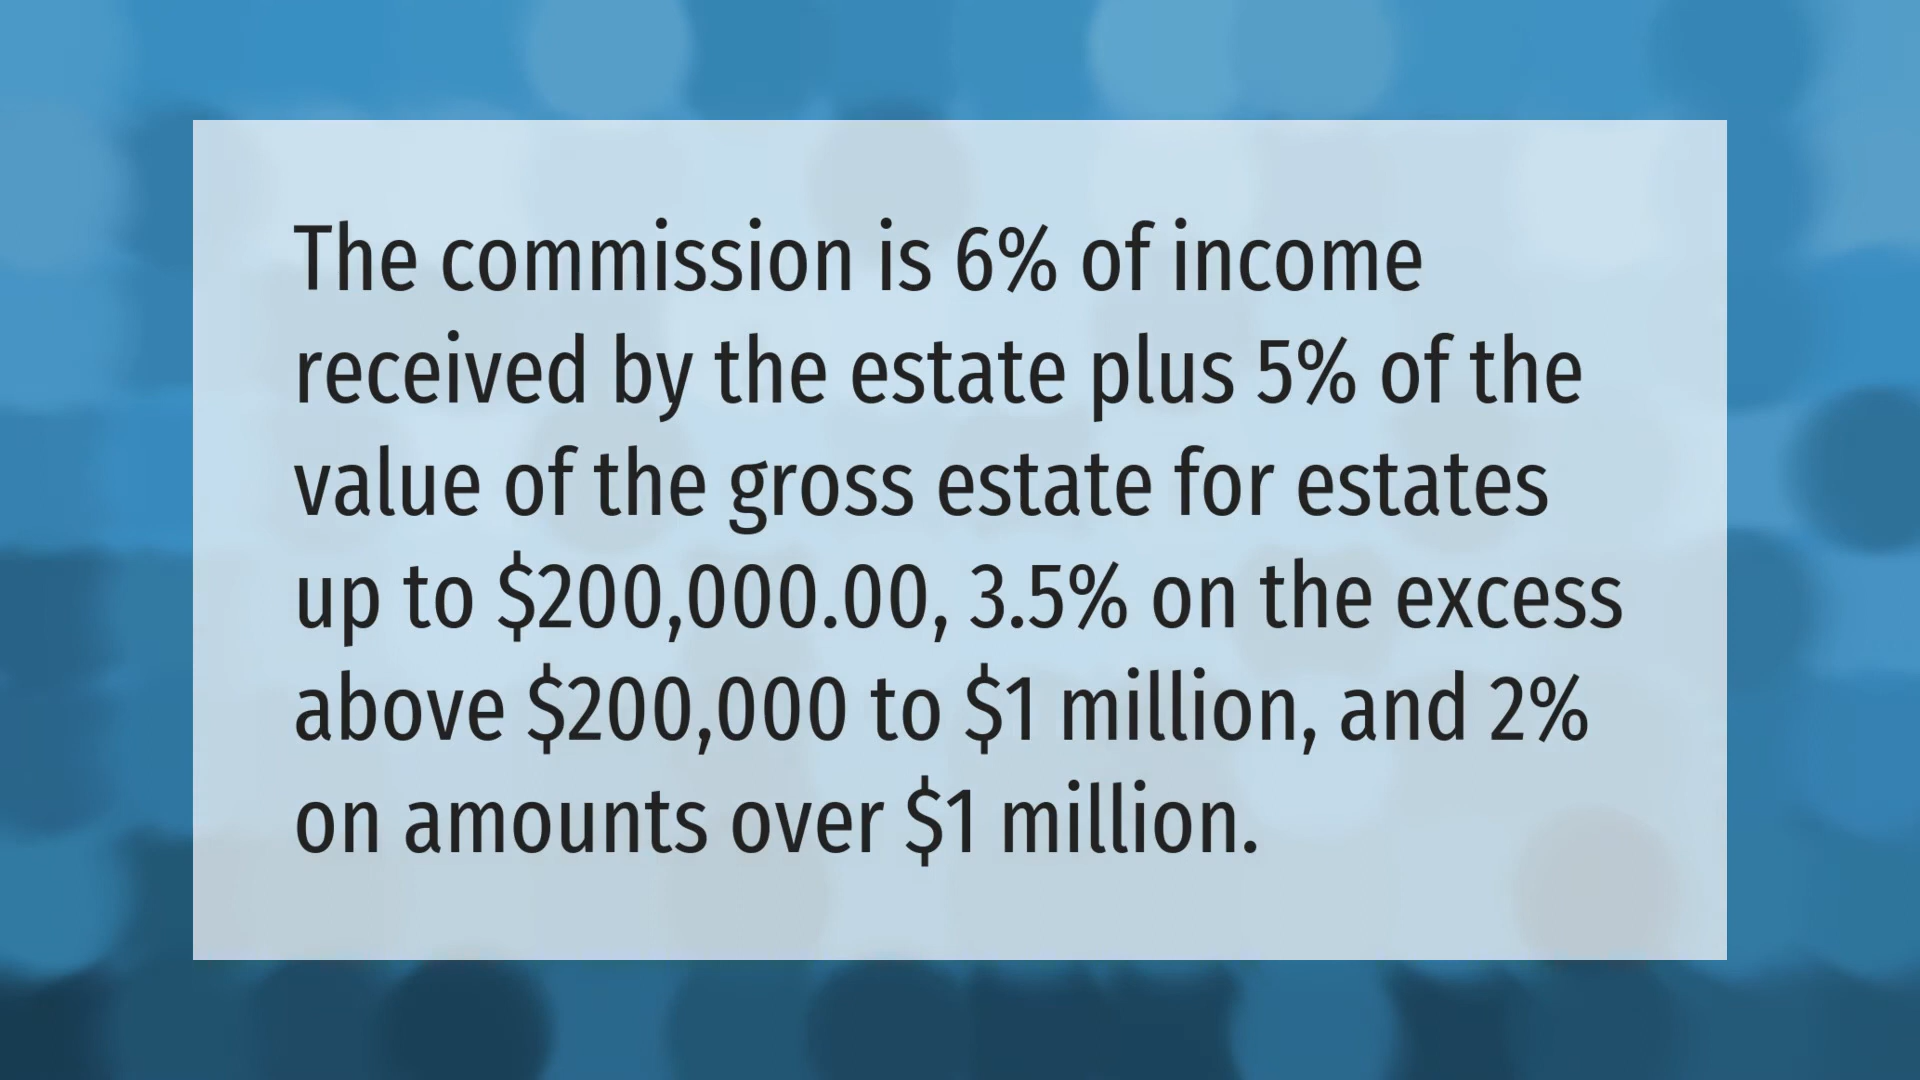 The commission is 6% of income
received by the estate plus 5% of the
value of the gross estate for estates
up to $200,000.00, 3.5% on the excess
above $200,000 to $1 million, and 2%
on amounts over $1 million.